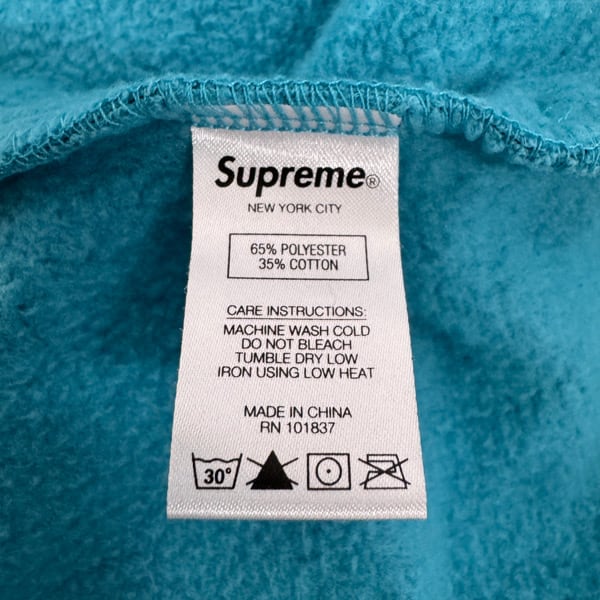 Supreme®
NEW YORK CITY
65% POLYESTER
35% COTTON
CARE INSTRUCTIONS:
MACHINE WASH COLD
DO NOT BLEACH
TUMBLE DRY LOW
IRON USING LOW HEAT
MADE IN CHINA
RN 101837
30°